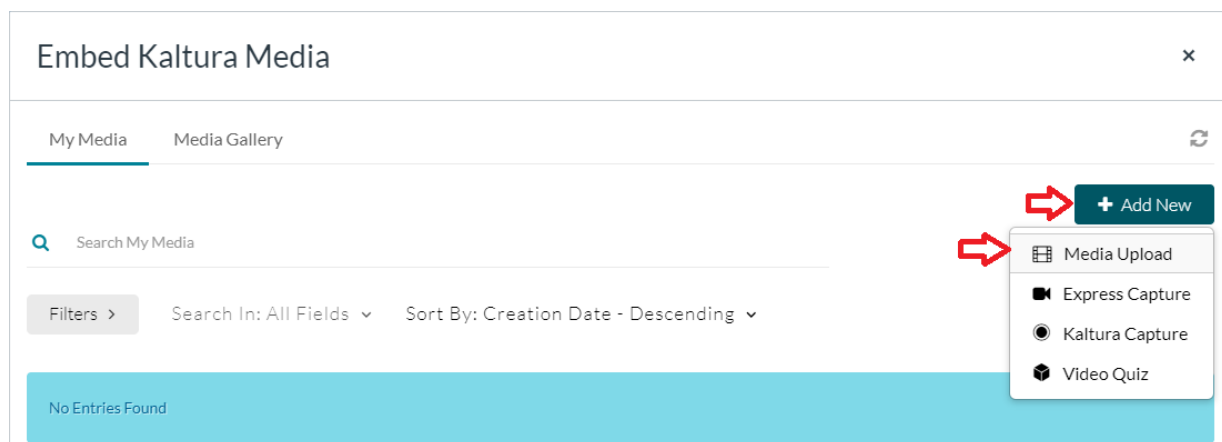 Embed Kaltura Media ×
My Media Media Gallery
+ Add New
Search My Media
Media Upload
Express Capture
Filters > Search In: All Fields Sort By: Creation Date - Descending
Kaltura Capture
Video Quiz
No Entries Found